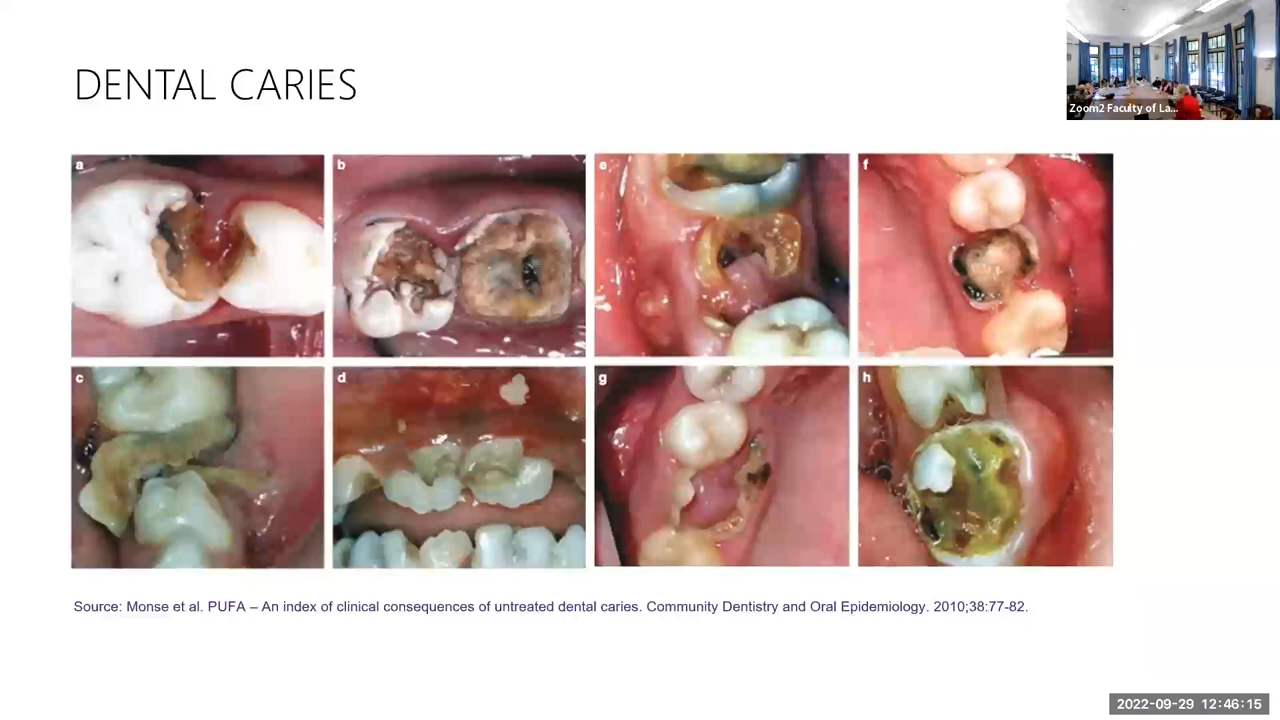 DENTAL CARIES
Zoom2 Faculty of La...
a
b
e
f
c
d
g
h
Source: Monse et al. PUFA – An index of clinical consequences of untreated dental caries. Community Dentistry and Oral Epidemiology. 2010;38:77-82.
2022-09-29 12:46:15